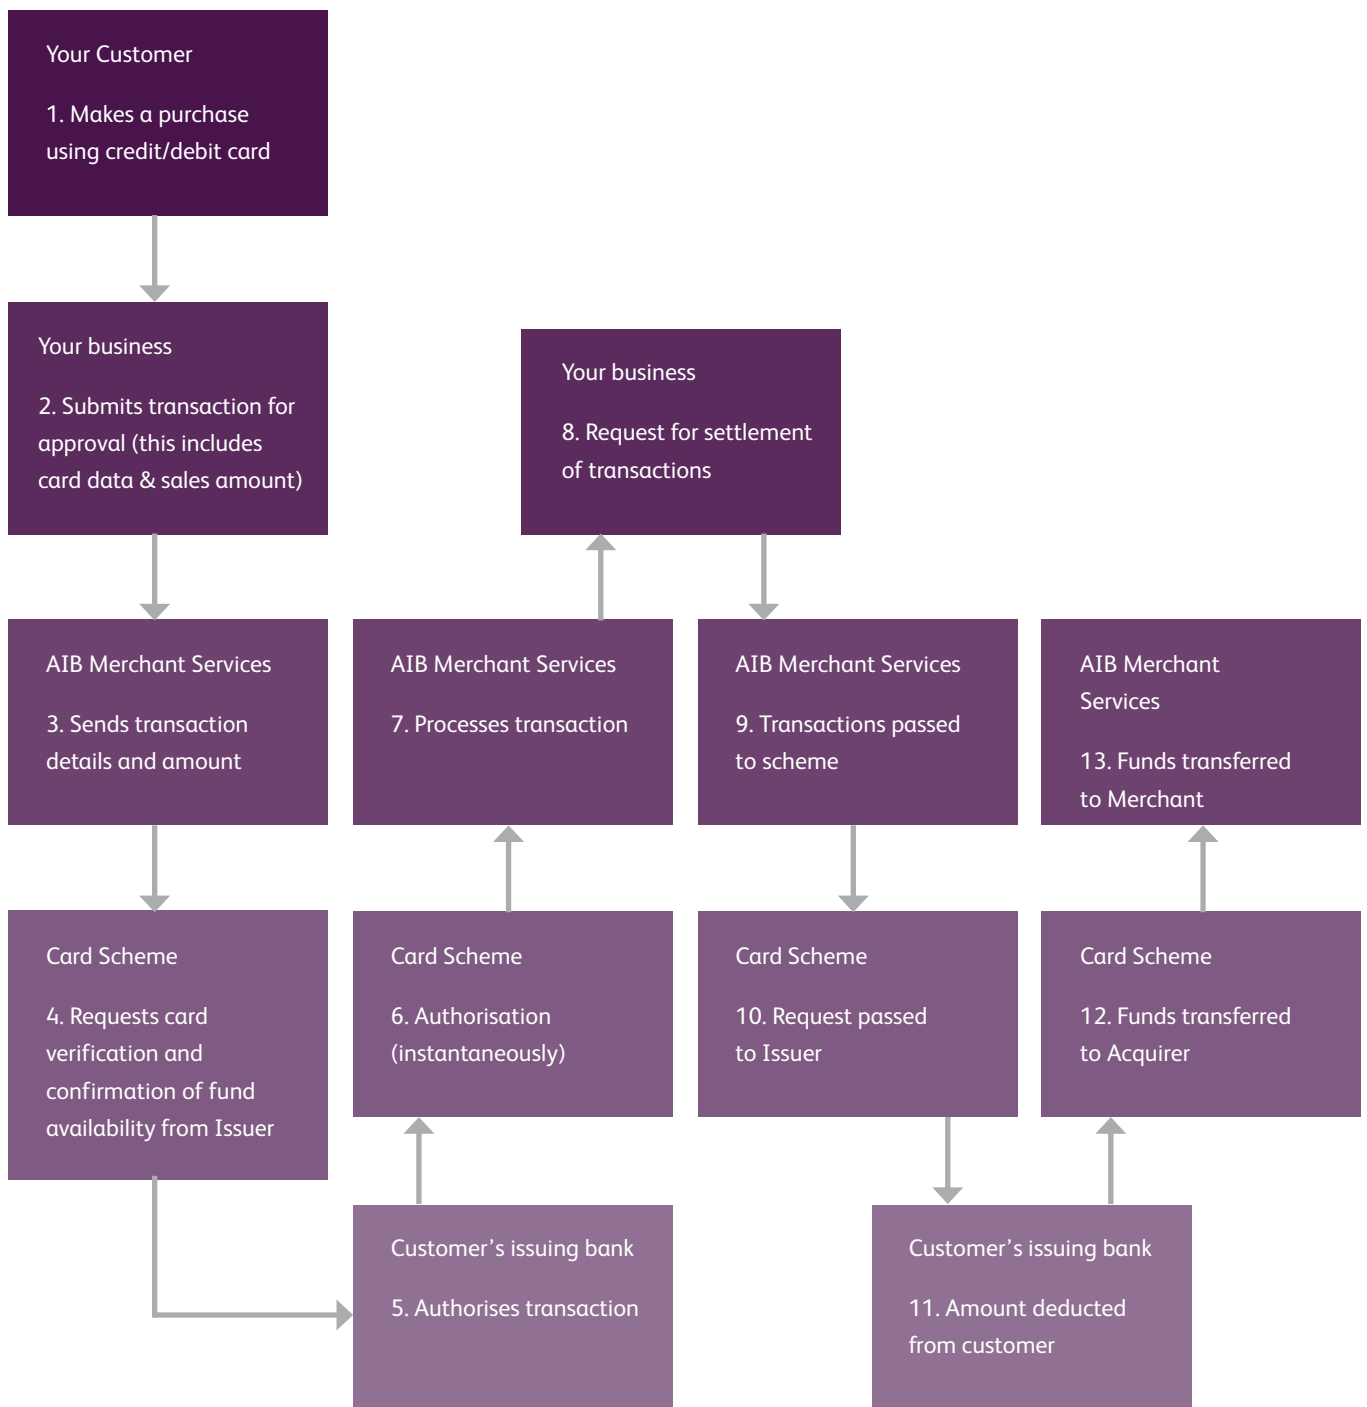 Your Customer
1. Makes a purchase
using credit/debit card
Your business
2. Submits transaction for
approval (this includes
card data & sales amount)
AIB Merchant Services
3. Sends transaction
details and amount
Card Scheme
4. Requests card
verification and
confirmation of fund
availability from Issuer
Customer’s issuing bank
5. Authorises transaction
Card Scheme
6. Authorisation
(instantaneously)
AIB Merchant Services
7. Processes transaction
Your business
8. Request for settlement
of transactions
AIB Merchant Services
9. Transactions passed
to scheme
Card Scheme
10. Request passed
to Issuer
Customer’s issuing bank
11. Amount deducted
from customer
Card Scheme
12. Funds transferred
to Acquirer
AIB Merchant
Services
13. Funds transferred
to Merchant